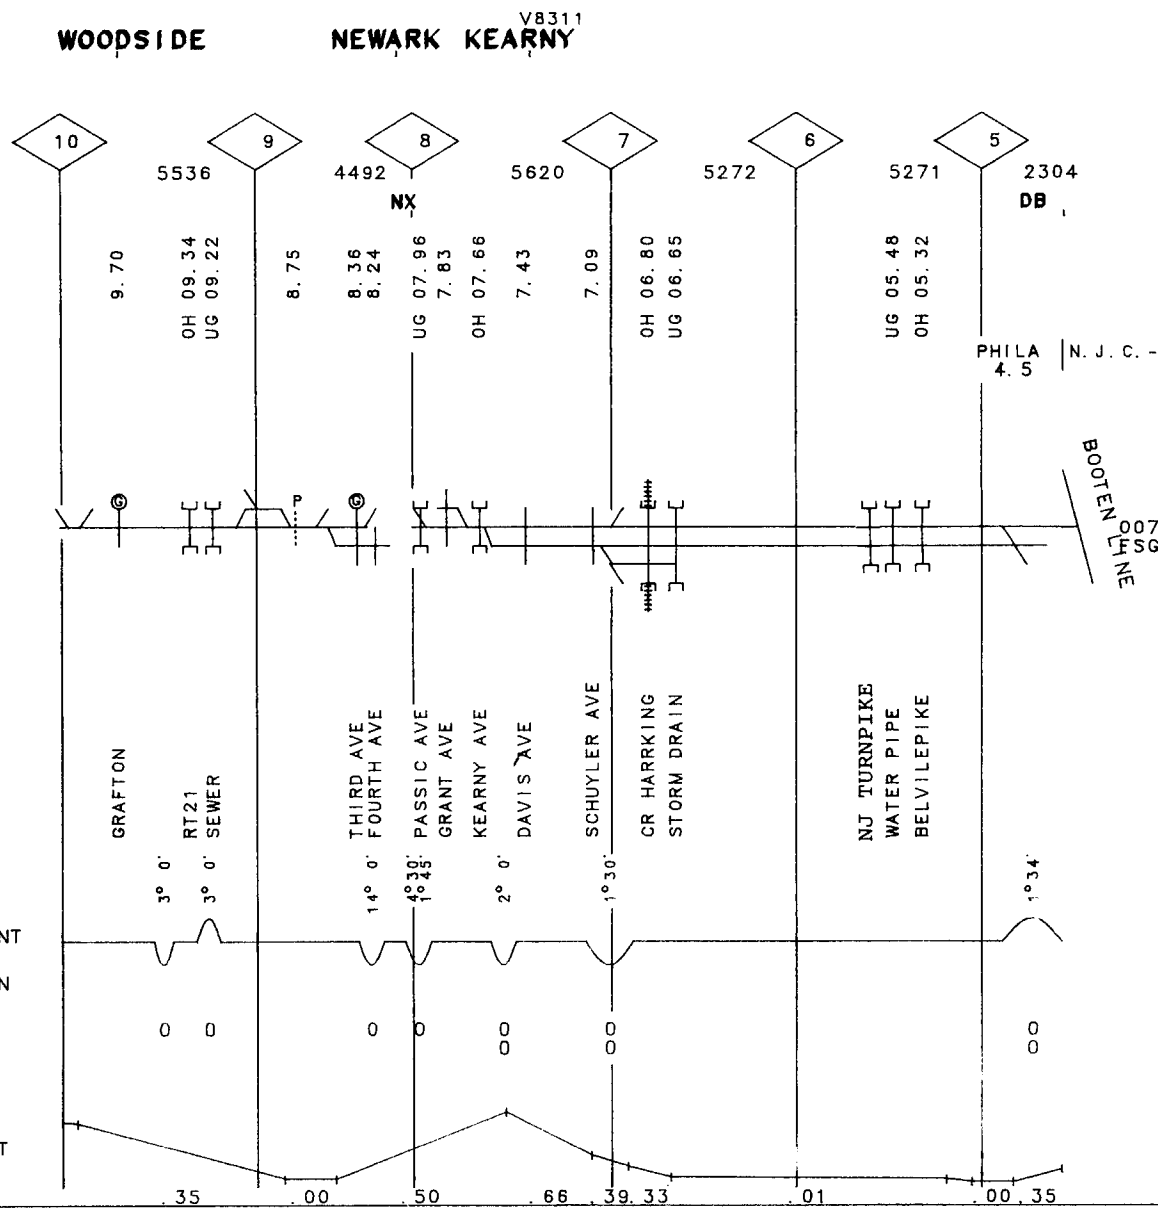 V8311
WOODSIDE NEWARK KEARNY
10 9 8 7 6 5
5536 4492 5620 5272 5271 2304
NX DB
9.70
OH 09.34
UG 09.22
8.75
8.36
8.24
UG 07.96
7.83
OH 07.66
7.43
7.09
OH 06.80
UG 06.65
UG 05.48
OH 05.32
PHILA N.J.C.-
4.5
BOOTEN LINE
G P G
007
FSG
GRAFTON
RT21
SEWER
THIRD AVE
FOURTH AVE
PASSIC AVE
GRANT AVE
KEARNY AVE
DAVIS AVE
SCHUYLER AVE
CR HARRKING
STORM DRAIN
NJ TURNPIKE
WATER PIPE
BELVILEPIKE
3° 0'
3° 0'
14° 0'
4°30'
1°45'
2° 0'
1°30'
1°34'
NT
N
0 0 0 0 0 0 0
0 0 0
T
.35 .00 .50 .66 .39 .33 .01 .00 .35